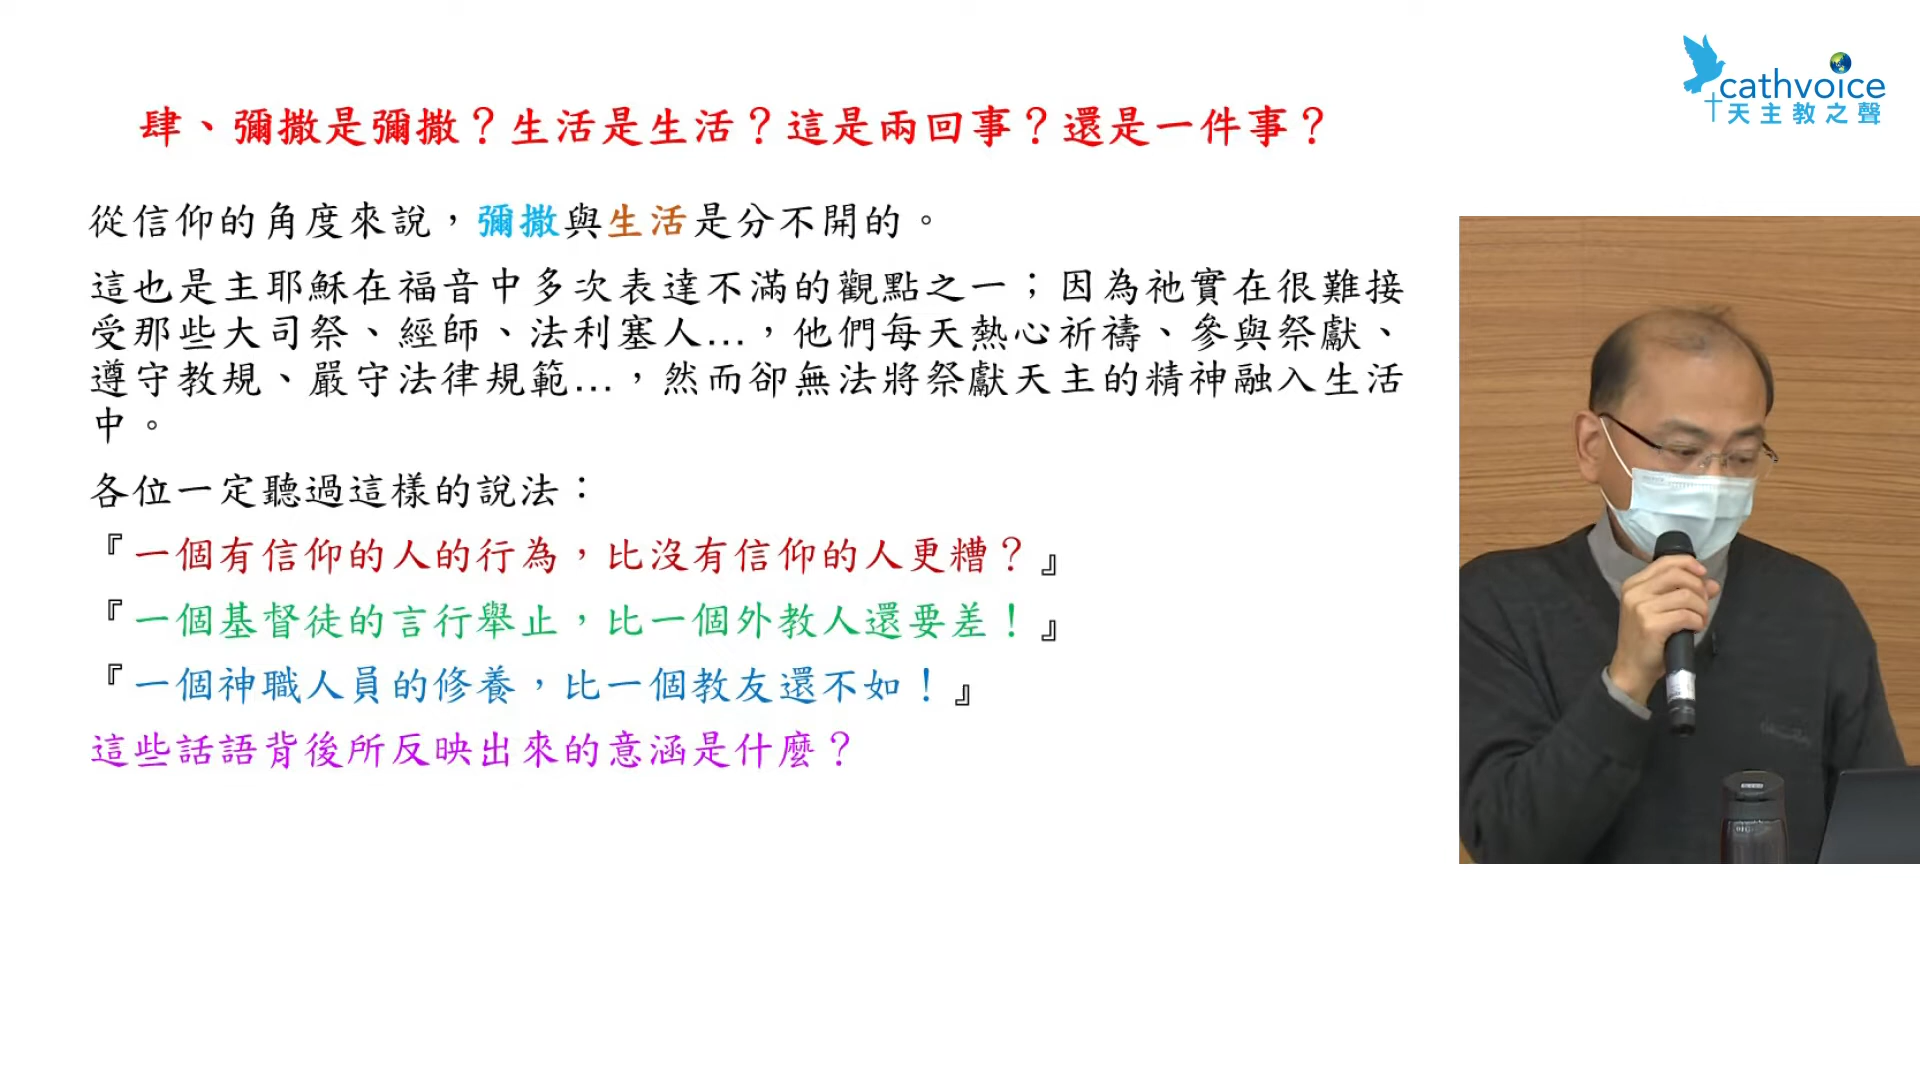 cathvoice
天主教之聲
肆、彌撒是彌撒？生活是生活？這是兩回事？還是一件事？
從信仰的角度來說，彌撒與生活是分不開的。
這也是主耶穌在福音中多次表達不滿的觀點之一；因為祂實在很難接
受那些大司祭、經師、法利塞人…，他們每天熱心祈禱、參與祭獻、
遵守教規、嚴守法律規範…，然而卻無法將祭獻天主的精神融入生活
中。
各位一定聽過這樣的說法：
『一個有信仰的人的行為，比沒有信仰的人更糟？』
『一個基督徒的言行舉止，比一個外教人還要差！』
『一個神職人員的修養，比一個教友還不如！』
這些話語背後所反映出來的意涵是什麼？